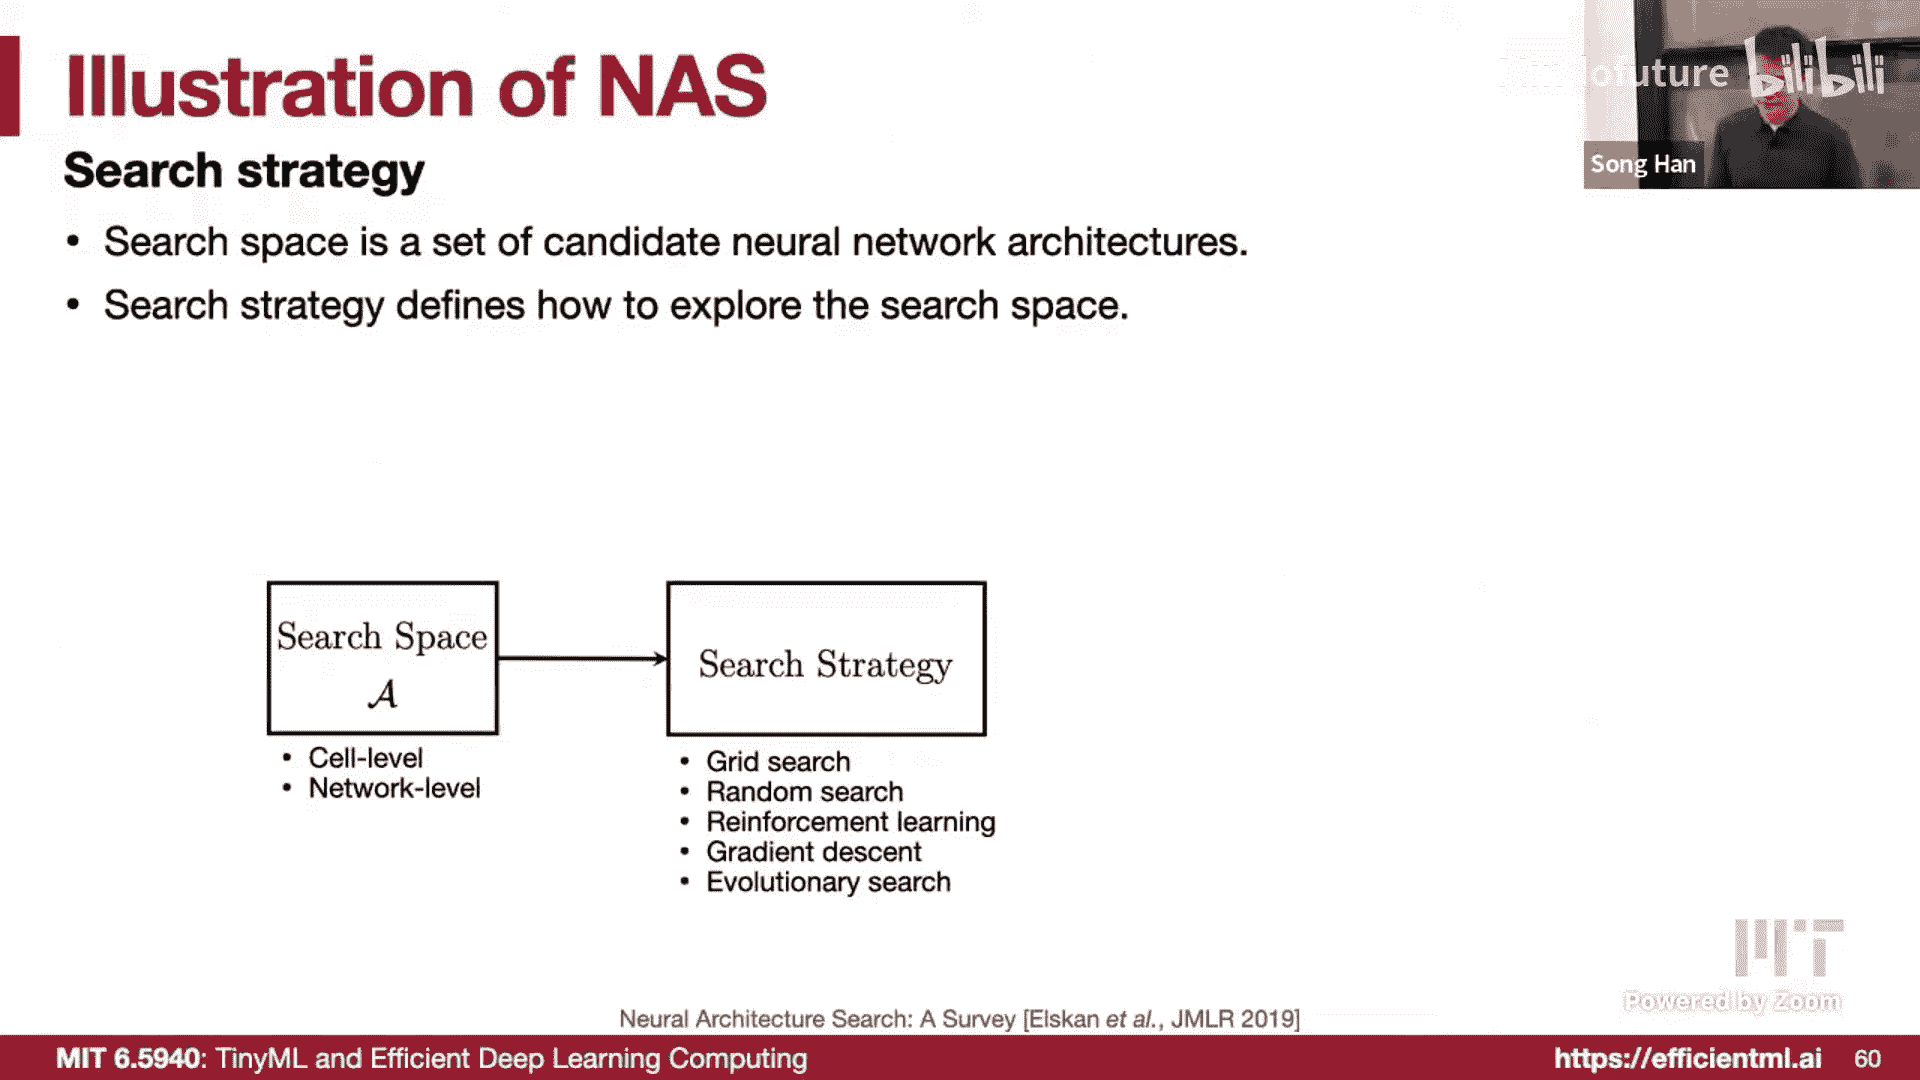 Illustration of NAS
Search strategy
• Search space is a set of candidate neural network architectures.
• Search strategy defines how to explore the search space.
ofuture bilibili
Song Han
Search Space
𝒜
• Cell-level
• Network-level
Search Strategy
• Grid search
• Random search
• Reinforcement learning
• Gradient descent
• Evolutionary search
MIT
Powered by Zoom
Neural Architecture Search: A Survey [Elskan et al., JMLR 2019]
MIT 6.5940: TinyML and Efficient Deep Learning Computing
https://efficientml.ai 60